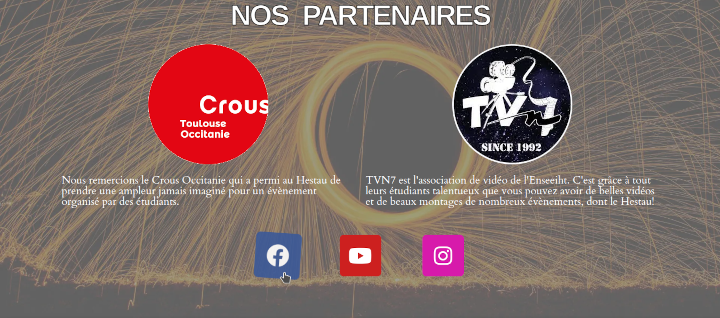 NOS PARTENAIRES
Crous
Toulouse
Occitanie
TVn7
SINCE 1992
Nous remercions le Crous Occitanie qui a permi au Hestau de
prendre une ampleur jamais imaginé pour un évènement
organisé par des étudiants.
TVN7 est l'association de vidéo de l'Enseeiht. C'est grâce à tout
leurs étudiants talentueux que vous pouvez avoir de belles vidéos
et de beaux montages de nombreux évènements, dont le Hestau!